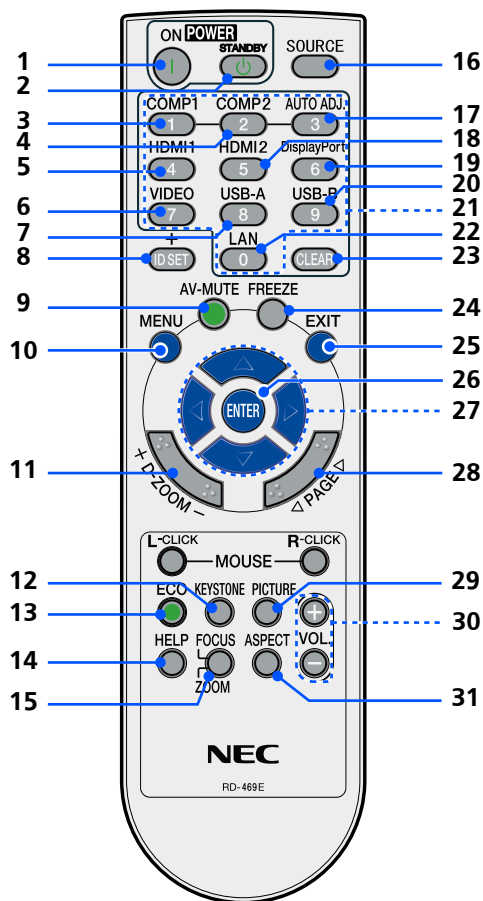 ON POWER
STANDBY
SOURCE
1
2
16
COMP1 COMP2 AUTO ADJ.
1 2 3
3
4
17
18
HDMI1 HDMI2 DisplayPort
4 5 6
5
19
VIDEO USB-A USB-B
7 8 9
6
20
21
7
LAN
22
+
ID SET 0 CLEAR
8
23
AV-MUTE FREEZE
9
24
MENU EXIT
10
25
26
ENTER
27
+ D-ZOOM −
PAGE
11
28
L-CLICK MOUSE R-CLICK
ECO KEYSTONE PICTURE
12
13
29
+
VOL.
−
30
HELP FOCUS ASPECT
14
ZOOM
15
31
NEC
RD-469E